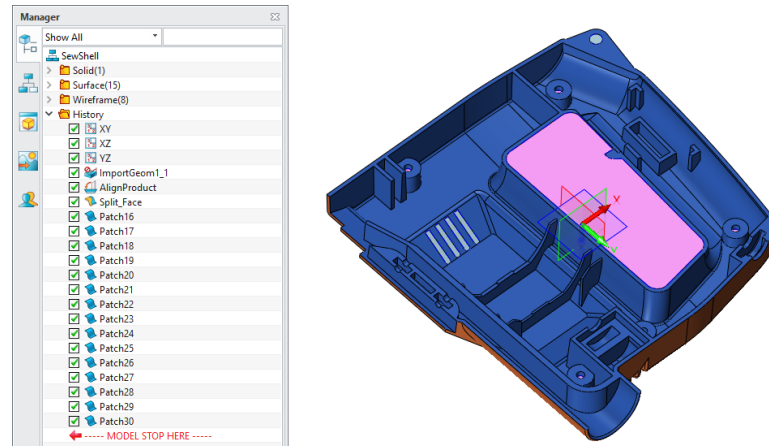 Manager
Show All
SewShell
Solid(1)
Surface(15)
Wireframe(8)
History
XY
XZ
YZ
ImportGeom1_1
AlignProduct
Split_Face
Patch16
Patch17
Patch18
Patch19
Patch20
Patch21
Patch22
Patch23
Patch24
Patch25
Patch26
Patch27
Patch28
Patch29
Patch30
----- MODEL STOP HERE -----
X
Y